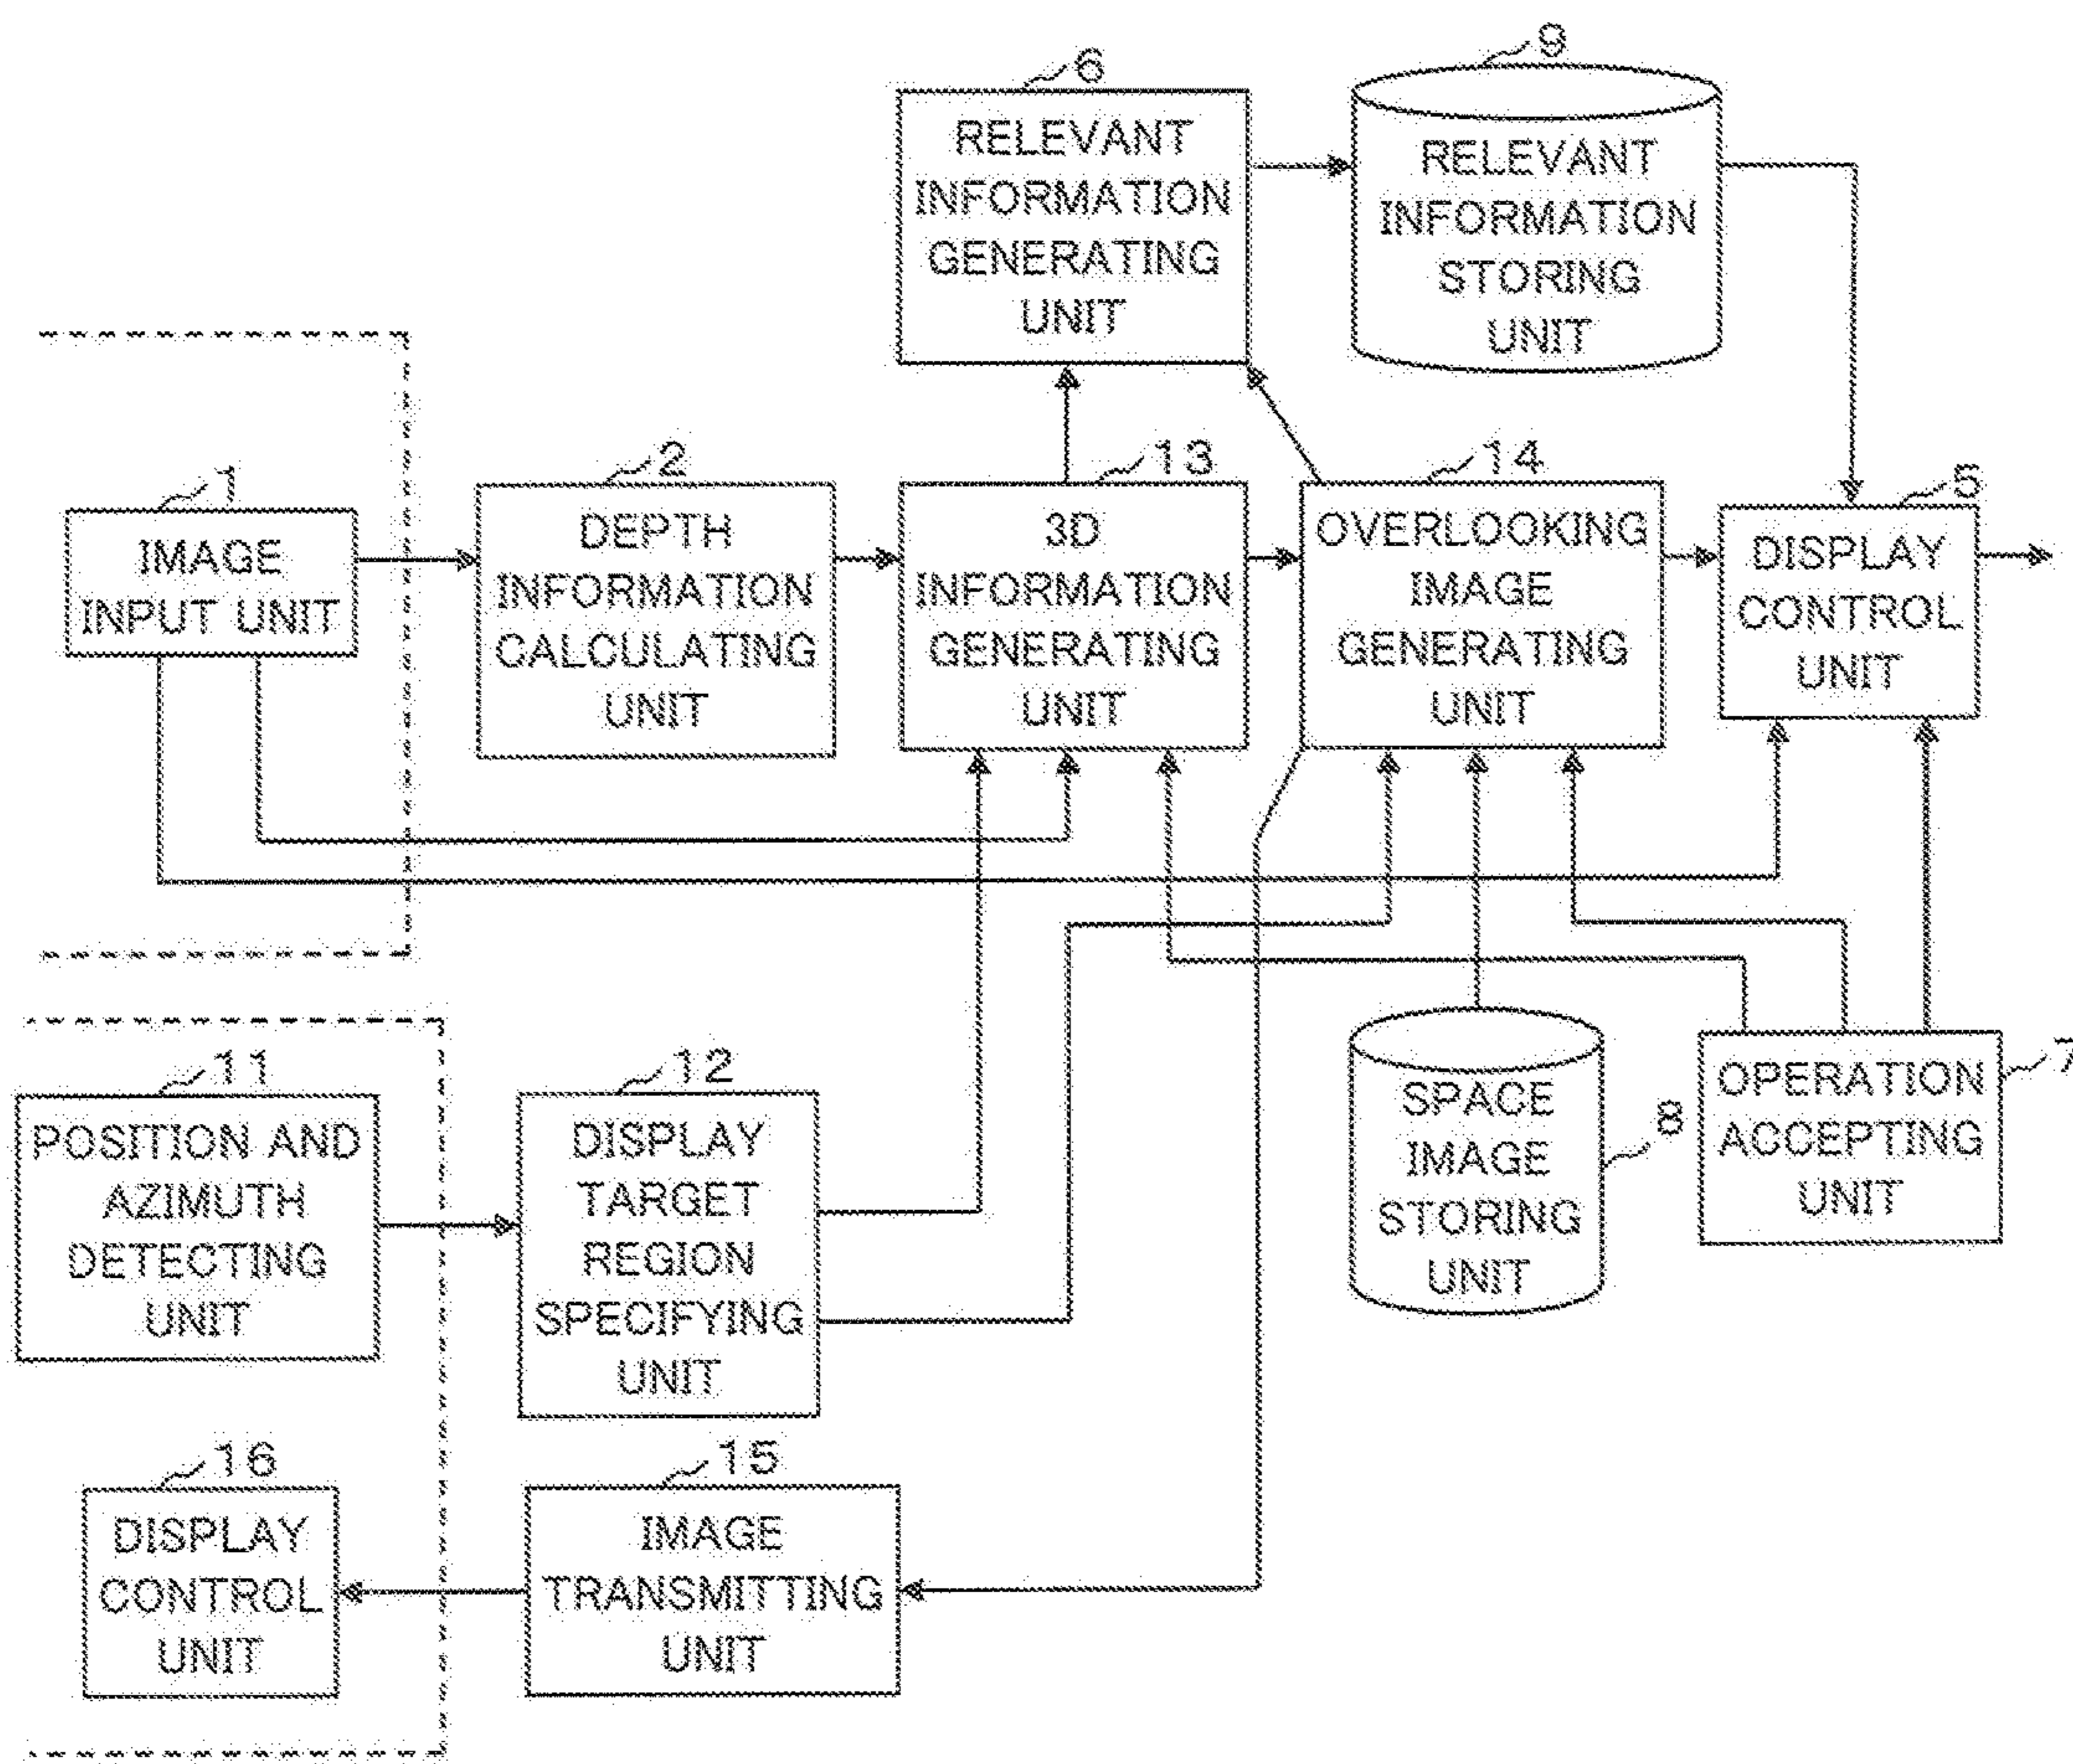 6
RELEVANT
INFORMATION
GENERATING
UNIT
9
RELEVANT
INFORMATION
STORING
UNIT
1
IMAGE
INPUT UNIT
2
DEPTH
INFORMATION
CALCULATING
UNIT
13
3D
INFORMATION
GENERATING
UNIT
14
OVERLOOKING
IMAGE
GENERATING
UNIT
5
DISPLAY
CONTROL
UNIT
11
POSITION AND
AZIMUTH
DETECTING
UNIT
12
DISPLAY
TARGET
REGION
SPECIFYING
UNIT
8
SPACE
IMAGE
STORING
UNIT
7
OPERATION
ACCEPTING
UNIT
16
DISPLAY
CONTROL
UNIT
15
IMAGE
TRANSMITTING
UNIT